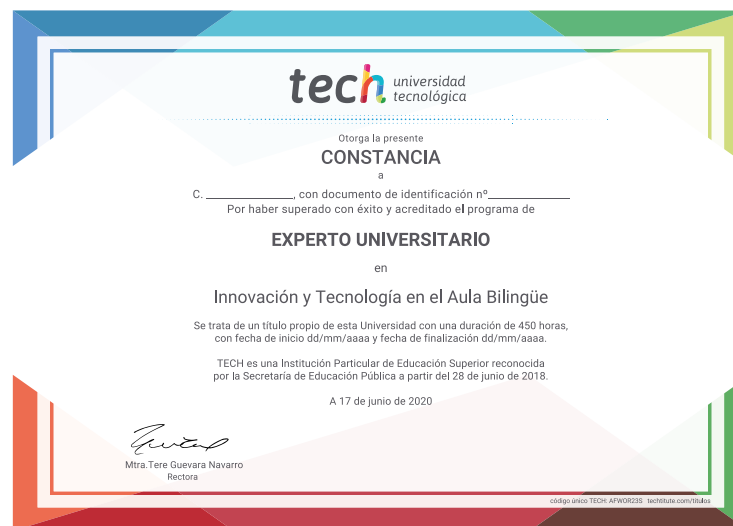 tech universidad
tecnológica
Otorga la presente
CONSTANCIA
a
C. ______________, con documento de identificación nº______________
Por haber superado con éxito y acreditado el programa de
EXPERTO UNIVERSITARIO
en
Innovación y Tecnología en el Aula Bilingüe
Se trata de un título propio de esta Universidad con una duración de 450 horas,
con fecha de inicio dd/mm/aaaa y fecha de finalización dd/mm/aaaa.
TECH es una Institución Particular de Educación Superior reconocida
por la Secretaría de Educación Pública a partir del 28 de junio de 2018.
A 17 de junio de 2020
Mtra.Tere Guevara Navarro
Rectora
código único TECH: AFWOR23S techtitute.com/titulos